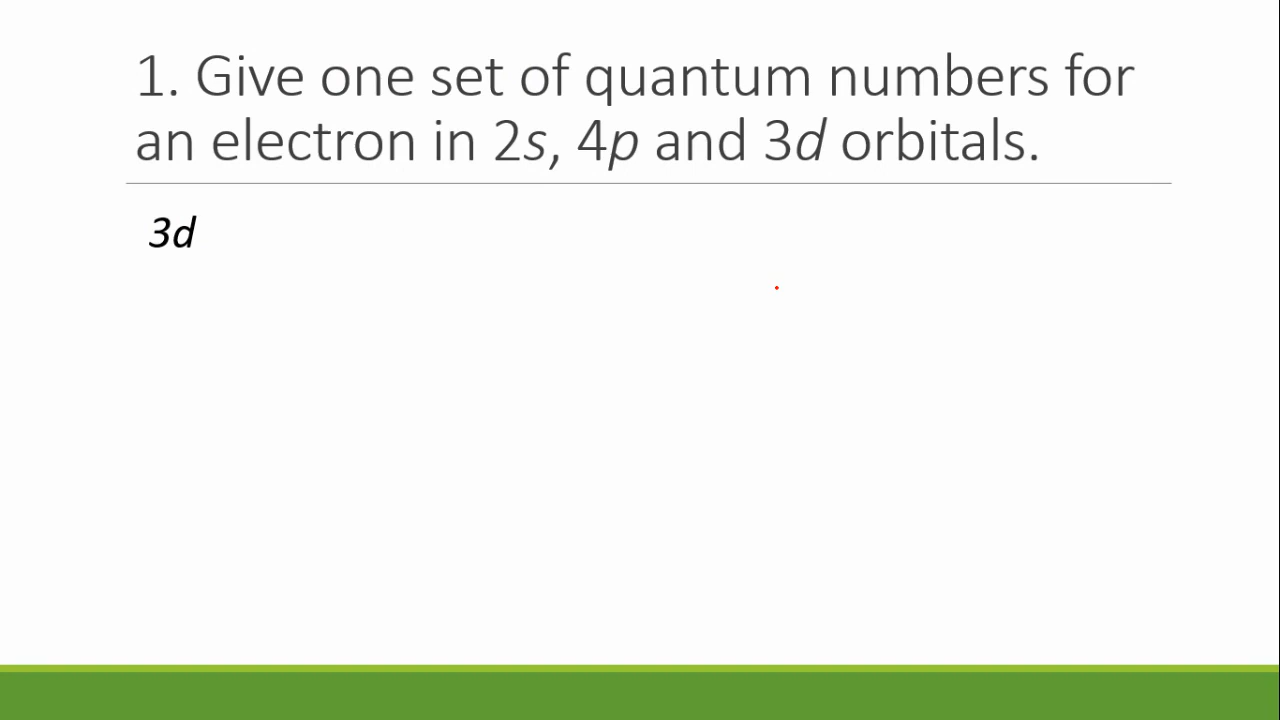 1. Give one set of quantum numbers for
an electron in 2s, 4p and 3d orbitals.
3d